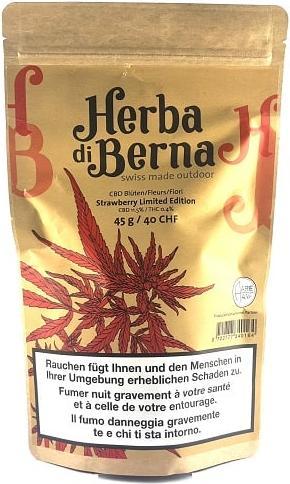 Herba
di Berna
swiss made outdoor
CBD Blüten/Fleurs/Fiori
Strawberry Limited Edition
45 g / 40 CHF
Rauchen fügt Ihnen und den Menschen in
Ihrer Umgebung erheblichen Schaden zu.
Fumer nuit gravement à votre santé
et à celle de votre entourage.
Il fumo danneggia gravemente
te e chi ti sta intorno.